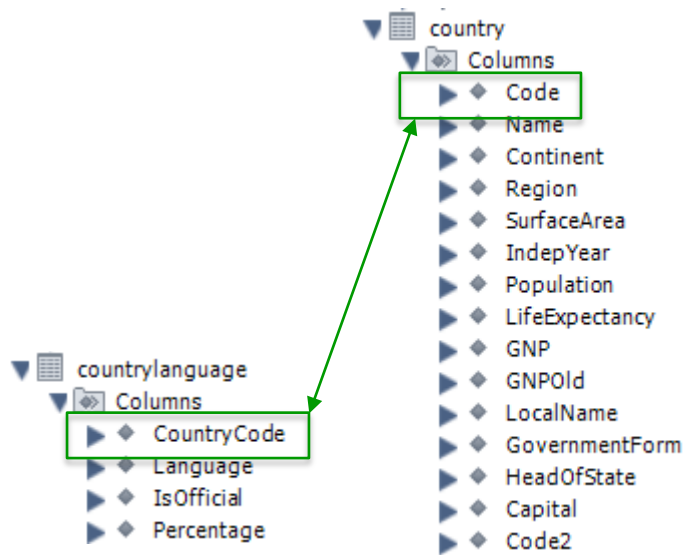 country
Columns
Code
Name
Continent
Region
SurfaceArea
IndepYear
Population
LifeExpectancy
GNP
GNPOld
LocalName
GovernmentForm
HeadOfState
Capital
Code2
countrylanguage
Columns
CountryCode
Language
IsOfficial
Percentage